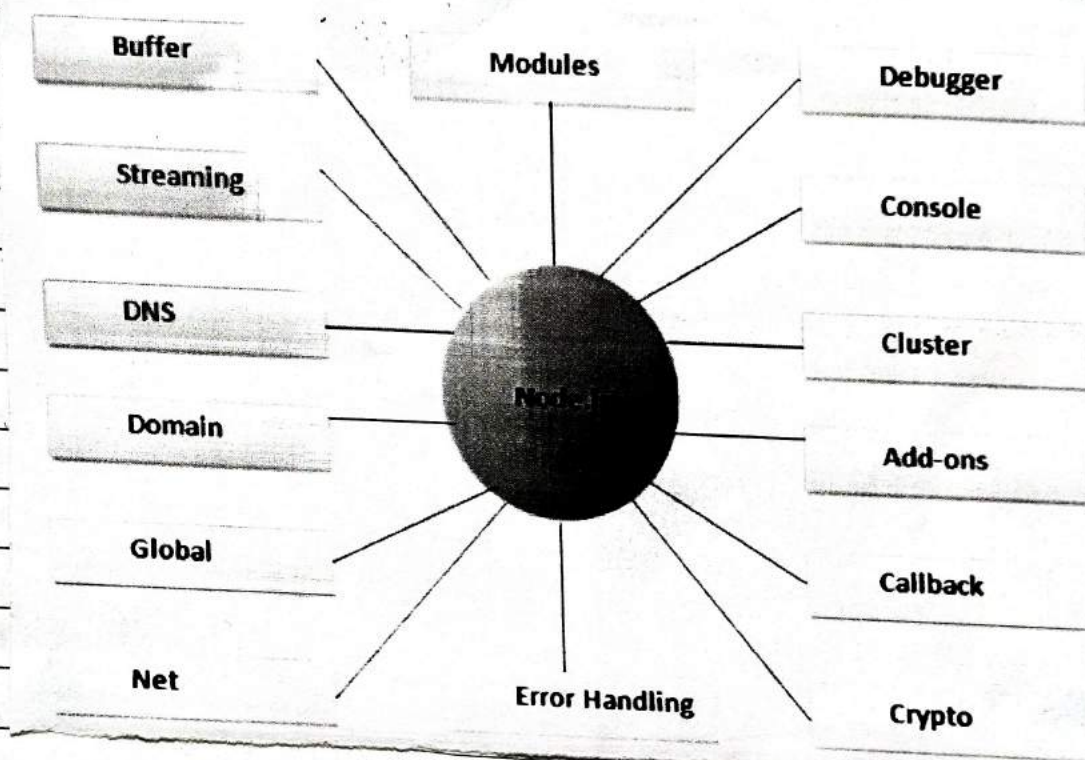 Buffer
Modules
Debugger
Streaming
Console
DNS
Cluster
Node
Domain
Add-ons
Global
Callback
Net
Error Handling
Crypto